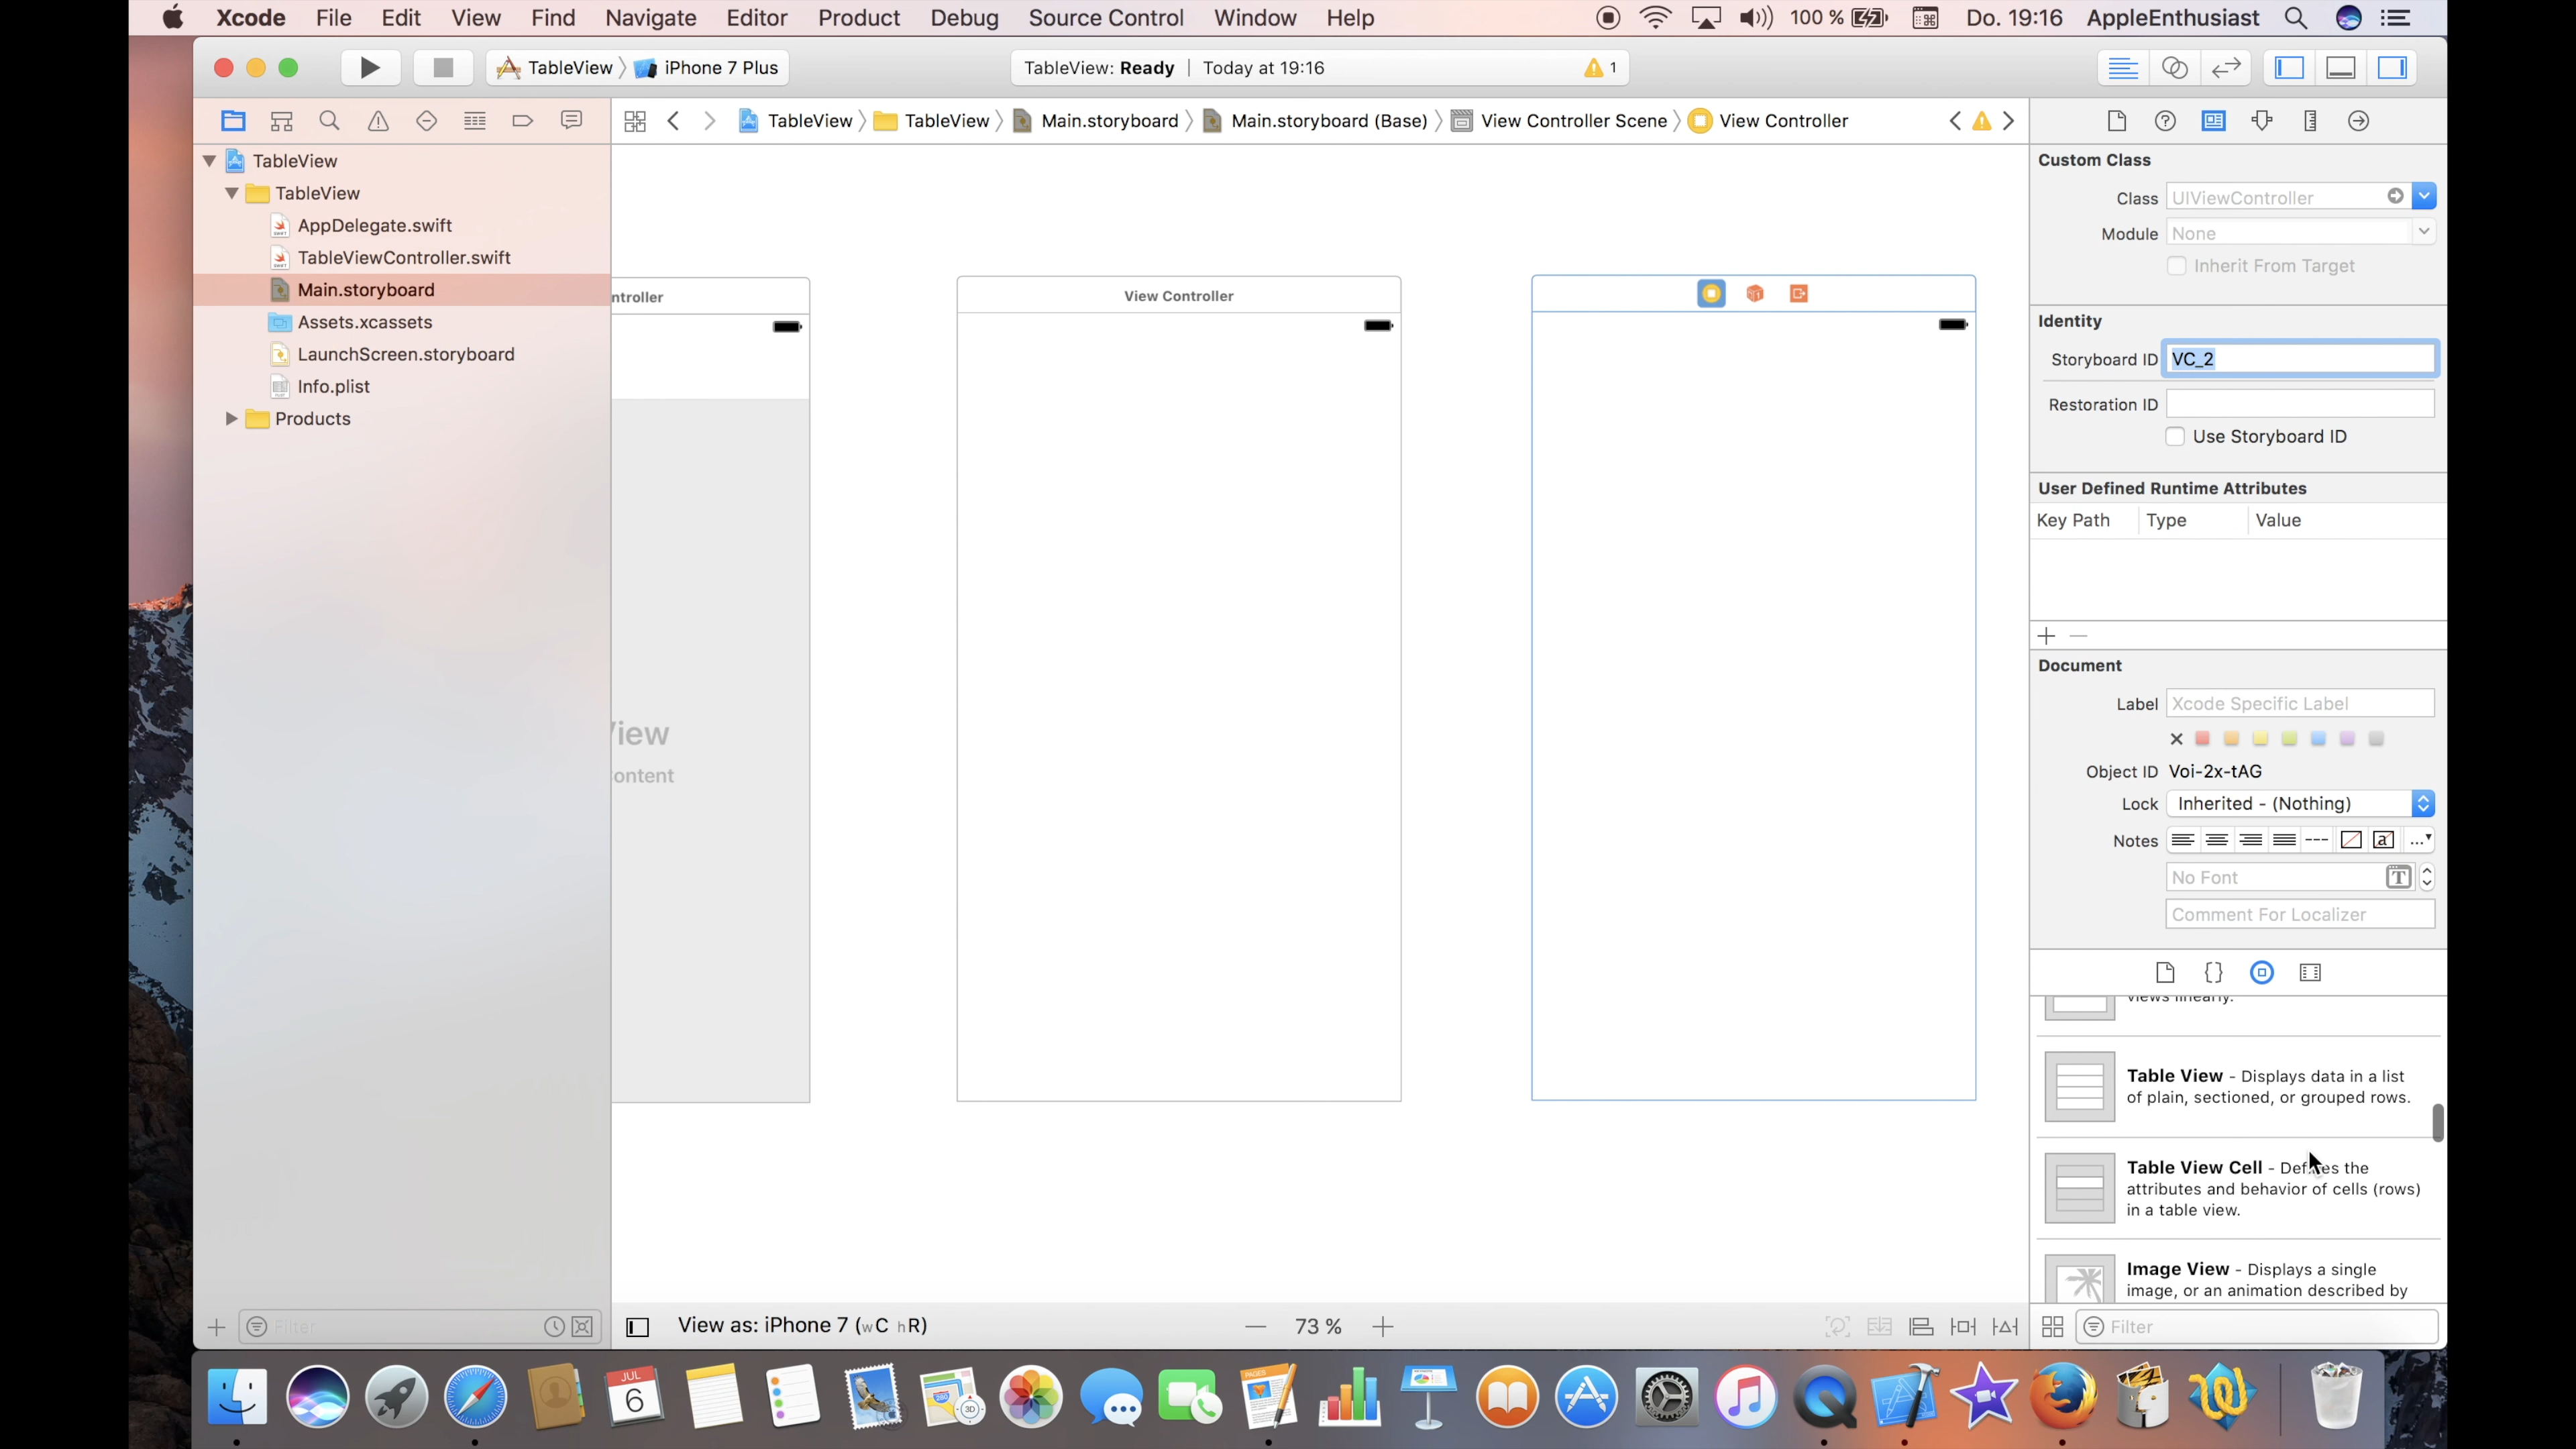 Xcode File Edit View Find Navigate Editor Product Debug Source Control Window Help 100 % Do. 19:16 AppleEnthusiast
TableView iPhone 7 Plus
TableView: Ready | Today at 19:16
1
TableView TableView Main.storyboard Main.storyboard (Base) View Controller Scene View Controller
TableView
TableView
AppDelegate.swift
TableViewController.swift
Main.storyboard
Assets.xcassets
LaunchScreen.storyboard
Info.plist
Products
Filter
ntroller
View
ontent
View Controller
View as: iPhone 7 (wC hR)
73 %
Custom Class
Class UIViewController
Module None
Inherit From Target
Identity
Storyboard ID VC_2
Restoration ID
Use Storyboard ID
User Defined Runtime Attributes
Key Path Type Value
Document
Label Xcode Specific Label
Object ID Voi-2x-tAG
Lock Inherited - (Nothing)
Notes
No Font
Comment For Localizer
{}
views linearly.
Table View - Displays data in a list
of plain, sectioned, or grouped rows.
Table View Cell - Defines the
attributes and behavior of cells (rows)
in a table view.
Image View - Displays a single
image, or an animation described by
Filter
JUL
6
PAGES
3D